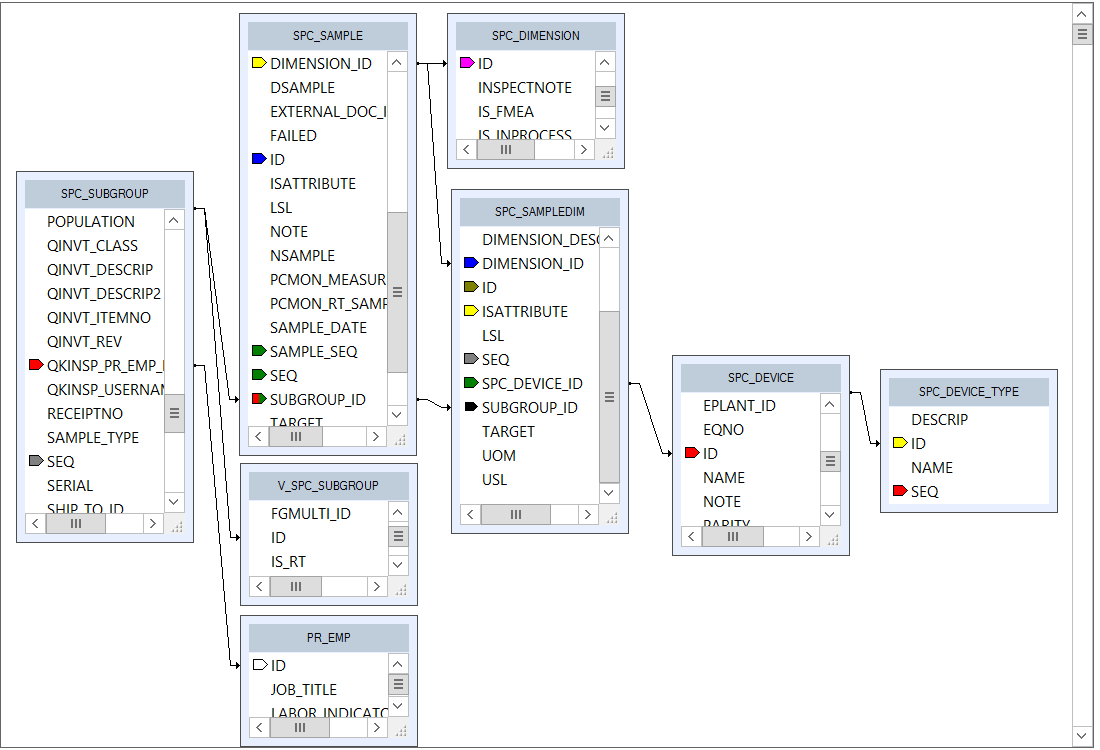 SPC_SUBGROUP
POPULATION
QINVT_CLASS
QINVT_DESCRIP
QINVT_DESCRIP2
QINVT_ITEMNO
QINVT_REV
QKINSP_PR_EMP_
QKINSP_USERNA
RECEIPTNO
SAMPLE_TYPE
SEQ
SERIAL
SHIP_TO_ID
SPC_SAMPLE
DIMENSION_ID
DSAMPLE
EXTERNAL_DOC_I
FAILED
ID
ISATTRIBUTE
LSL
NOTE
NSAMPLE
PCMON_MEASUR
PCMON_RT_SAMP
SAMPLE_DATE
SAMPLE_SEQ
SEQ
SUBGROUP_ID
TARGET
V_SPC_SUBGROUP
FGMULTI_ID
ID
IS_RT
PR_EMP
ID
JOB_TITLE
LABOR_INDICATO
SPC_DIMENSION
ID
INSPECTNOTE
IS_FMEA
IS_INPROCESS
SPC_SAMPLEDIM
DIMENSION_DESC
DIMENSION_ID
ID
ISATTRIBUTE
LSL
SEQ
SPC_DEVICE_ID
SUBGROUP_ID
TARGET
UOM
USL
SPC_DEVICE
EPLANT_ID
EQNO
ID
NAME
NOTE
PARITY
SPC_DEVICE_TYPE
DESCRIP
ID
NAME
SEQ